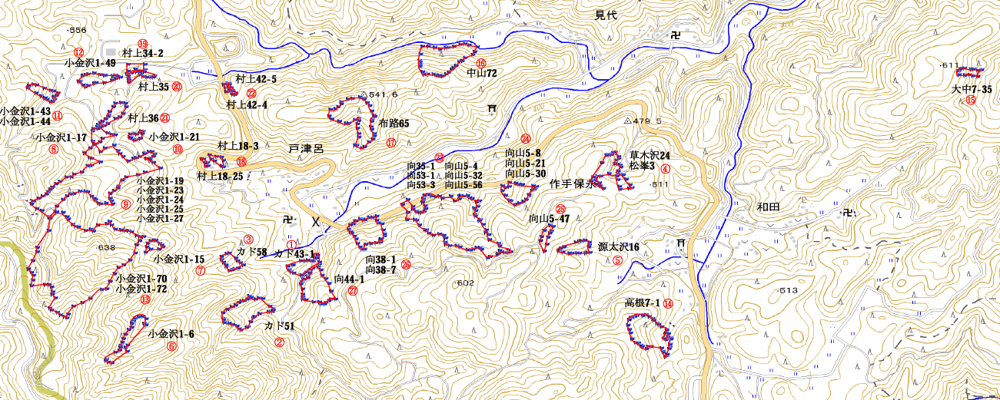 見代
·556
⑲
⑫
村上34-2
小金沢1-49
⑯
中山72
·611
村上35
⑳
村上42-5
㉒
村上42-4
大中7-35
⑮
541.6
小金沢1-43
小金沢1-44
⑪
村上36
㉑
400
400
布路65
⑰
479.5
小金沢1-17
⑧
小金沢1-21
⑩
村上18-3
⑱
村上18-25
戸津呂
㉔
向山5-8
向山5-21
向山5-30
㉓
向35-1
向53-1
向53-3
向山5-4
向山5-32
向山5-56
草木沢24
松峯3
④
·511
作手保永
小金沢1-19
小金沢1-23
小金沢1-24
小金沢1-25
小金沢1-27
⑨
和田
㉕
向山5-47
·638
③
カド58
①
カド43-1
小金沢1-15
⑦
源太沢16
⑤
向38-1
向38-7
㉖
小金沢1-70
小金沢1-72
⑬
向44-1
㉗
·602
·513
高根7-1
⑭
カド51
②
小金沢1-6
⑥